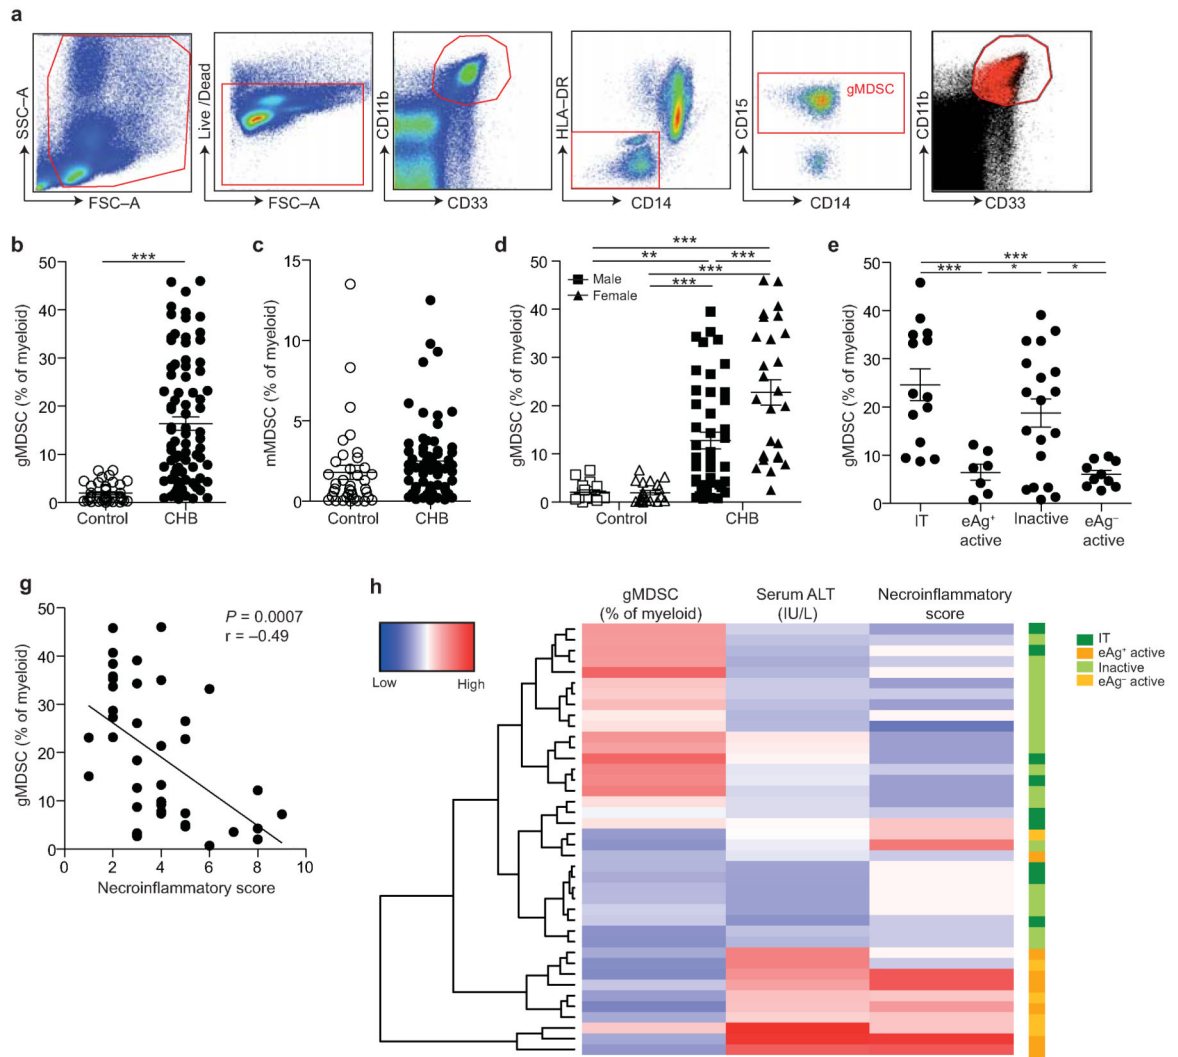 a
SSC–A
FSC–A
Live /Dead
FSC–A
CD11b
CD33
HLA–DR
CD14
CD15
gMDSC
CD14
CD11b
CD33
b
***
gMDSC (% of myeloid)
50
40
30
20
10
0
Control
CHB
c
mMDSC (% of myeloid)
15
10
5
0
Control
CHB
d
***
**
***
***
***
Male
Female
gMDSC (% of myeloid)
50
40
30
20
10
0
Control
CHB
e
***
***
*
*
gMDSC (% of myeloid)
50
40
30
20
10
0
IT
eAg+
active
Inactive
eAg−
active
g
P = 0.0007
r = –0.49
gMDSC (% of myeloid)
50
40
30
20
10
0
0
2
4
6
8
10
Necroinflammatory score
h
Low
High
gMDSC
(% of myeloid)
Serum ALT
(IU/L)
Necroinflammatory
score
IT
eAg+ active
Inactive
eAg− active